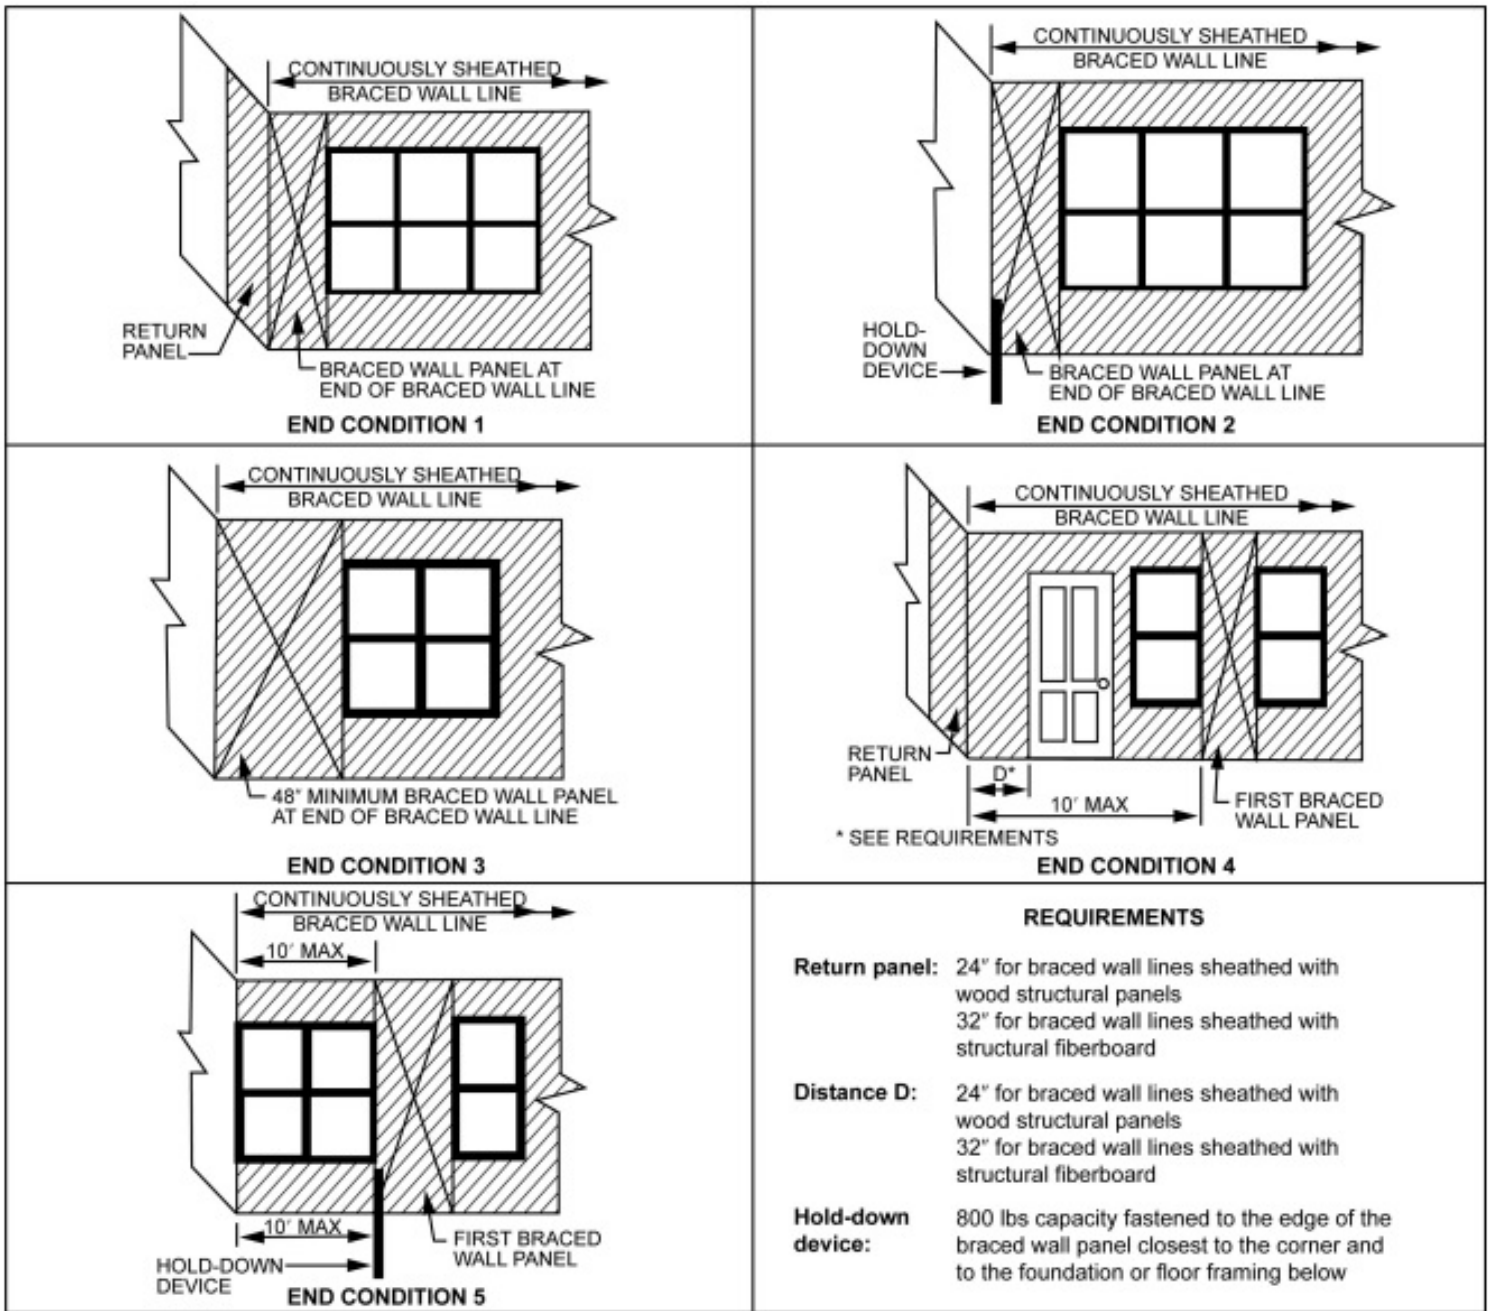 CONTINUOUSLY SHEATHED
BRACED WALL LINE
RETURN
PANEL
BRACED WALL PANEL AT
END OF BRACED WALL LINE
END CONDITION 1
CONTINUOUSLY SHEATHED
BRACED WALL LINE
HOLD-
DOWN
DEVICE
BRACED WALL PANEL AT
END OF BRACED WALL LINE
END CONDITION 2
CONTINUOUSLY SHEATHED
BRACED WALL LINE
48" MINIMUM BRACED WALL PANEL
AT END OF BRACED WALL LINE
END CONDITION 3
CONTINUOUSLY SHEATHED
BRACED WALL LINE
RETURN
PANEL
D*
10′ MAX
FIRST BRACED
WALL PANEL
* SEE REQUIREMENTS
END CONDITION 4
CONTINUOUSLY SHEATHED
BRACED WALL LINE
10′ MAX
10′ MAX
FIRST BRACED
WALL PANEL
HOLD-DOWN
DEVICE
END CONDITION 5
REQUIREMENTS
Return panel: 24″ for braced wall lines sheathed with
wood structural panels
32″ for braced wall lines sheathed with
structural fiberboard
Distance D: 24″ for braced wall lines sheathed with
wood structural panels
32″ for braced wall lines sheathed with
structural fiberboard
Hold-down 800 lbs capacity fastened to the edge of the
device: braced wall panel closest to the corner and
to the foundation or floor framing below